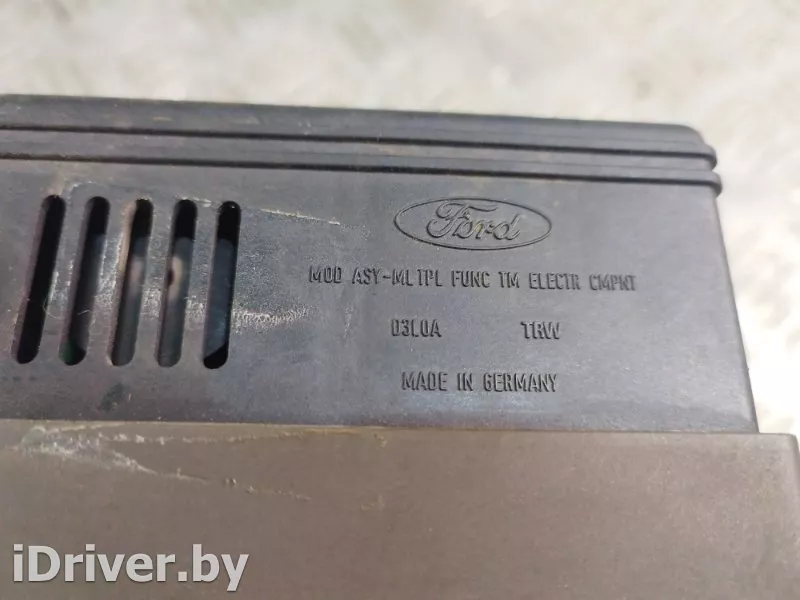 Ford
MOD ASY-MLTPL FUNC TM ELECTR CMPNT
03L0A TRW
MADE IN GERMANY
iDriver.by